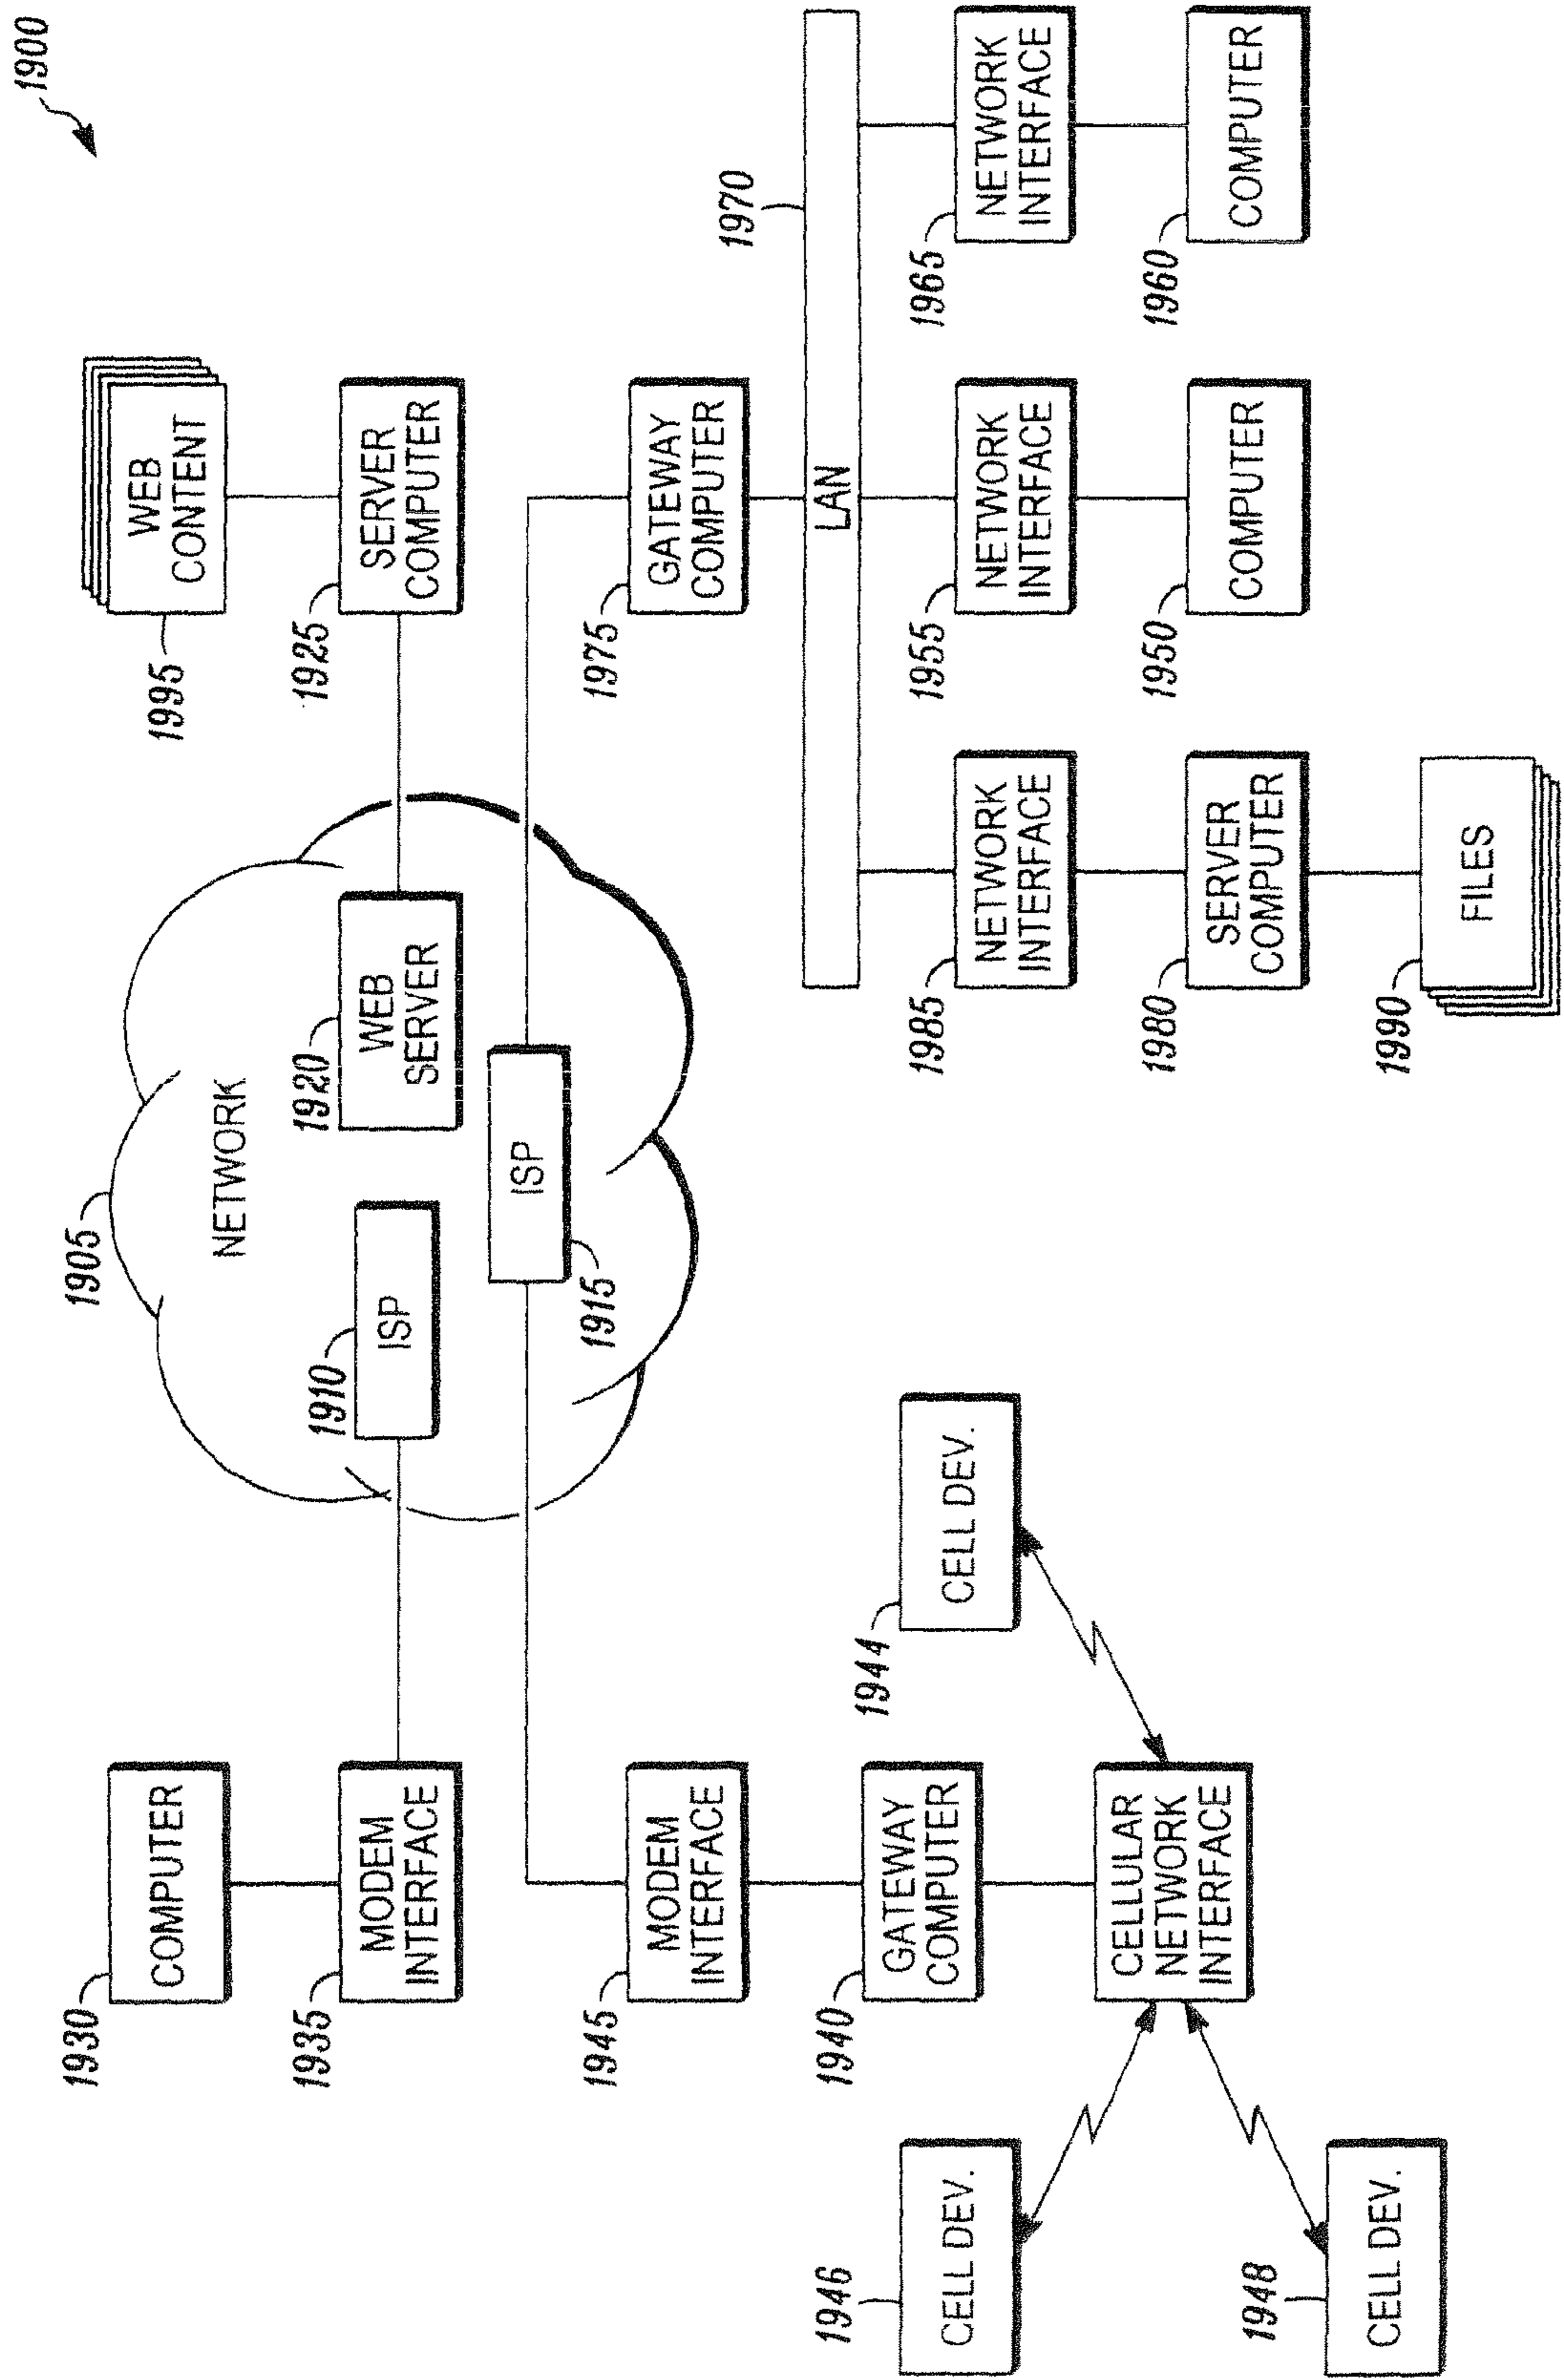 1900
1905
NETWORK
1930
COMPUTER
1935
MODEM
INTERFACE
1910
ISP
1920
WEB
SERVER
1925
SERVER
COMPUTER
1995
WEB
CONTENT
1915
ISP
1945
MODEM
INTERFACE
1940
GATEWAY
COMPUTER
CELLULAR
NETWORK
INTERFACE
1944
CELL DEV.
1946
CELL DEV.
1948
CELL DEV.
1975
GATEWAY
COMPUTER
1970
LAN
1985
NETWORK
INTERFACE
1955
NETWORK
INTERFACE
1965
NETWORK
INTERFACE
1980
SERVER
COMPUTER
1950
COMPUTER
1960
COMPUTER
1990
FILES